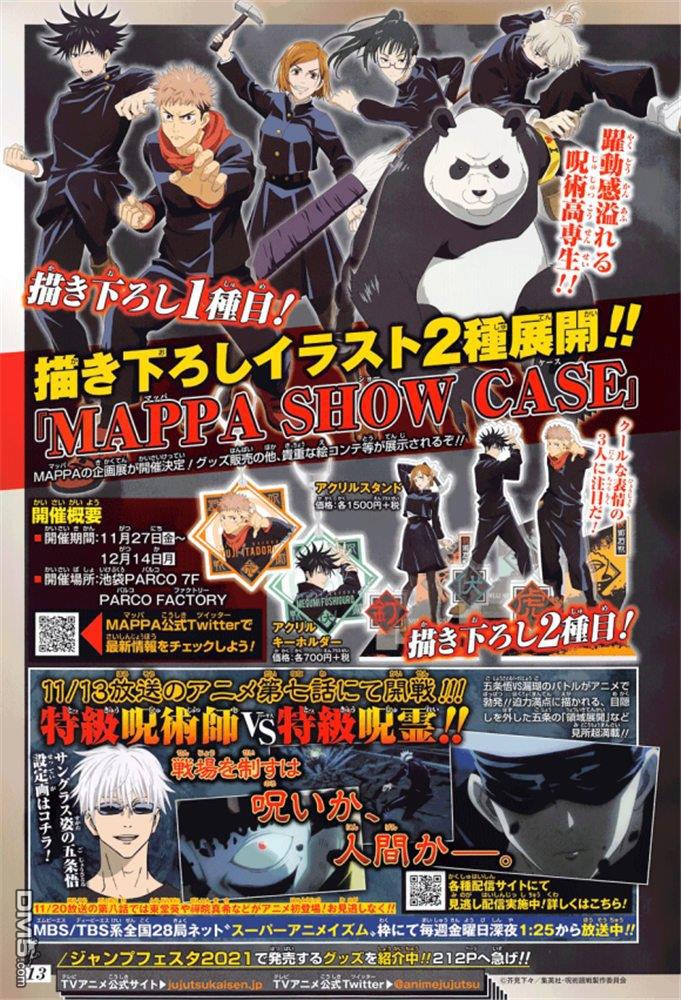 躍動感溢れる
呪術高専生!!
描き下ろし1種目!
描き下ろしイラスト2種展開!!
『MAPPA SHOW CASE』
MAPPAの企画展が開催決定!グッズ販売の他、貴重な絵コンテ等が展示されるぞ!!
開催概要
■開催期間:11月27日金~
12月14日月
■開催場所:池袋PARCO 7F
PARCO FACTORY
MAPPA公式Twitterで
最新情報をチェックしよう!
YUJI ITADORI
MEGUMI FUSHIGURO
アクリル
キーホルダー
価格:各700円+税
アクリルスタンド
価格:各1500円+税
クールな表情の
3人に注目だ!
釘
犬
虎
描き下ろし2種目!
11/13放送のアニメ第七話にて開戦!!!
特級呪術師VS特級呪霊!!
五条悟VS漏瑚のバトルがアニメで
勃発!!迫力満点に描かれる、目隠
しを外した五条の「領域展開」など
見所超満載!!
サングラス姿の五条悟
設定画はコチラ!
戦場を制すは
呪いか、
人間か―。
各種配信サイトにて
見逃し配信実施中!詳しくはこちら!
11/20放送の第八話では東堂葵や禪院真希などがアニメ初登場!お見逃しなく!!
MBS/TBS系全国28局ネット“スーパーアニメイズム”枠にて毎週金曜日深夜1:25から放送中!!
ジャンプフェスタ2021で発売するグッズを紹介中!!212Pへ急げ!!
13
TVアニメ公式サイト▶jujutsukaisen.jp TVアニメ公式Twitter▶@animejujutsu
©芥見下々/集英社・呪術廻戦製作委員会
DM5.com